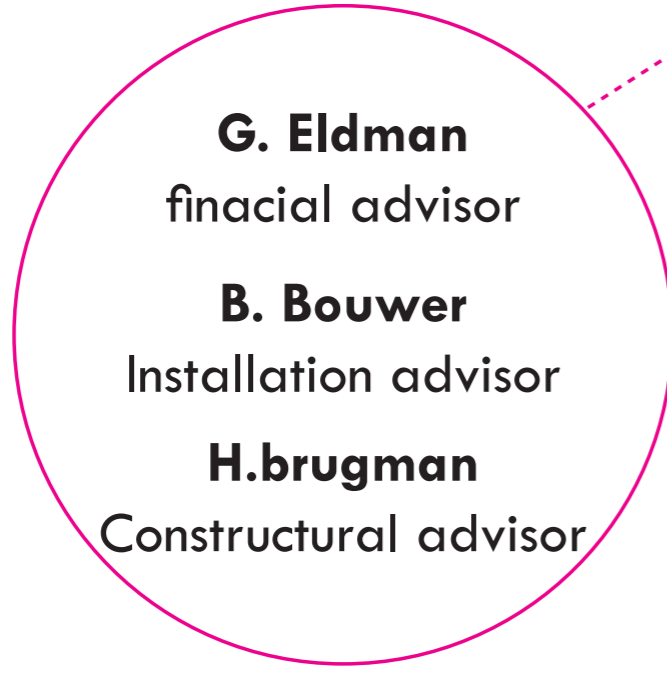 G. Eldman
finacial advisor
B. Bouwer
Installation advisor
H.brugman
Constructural advisor